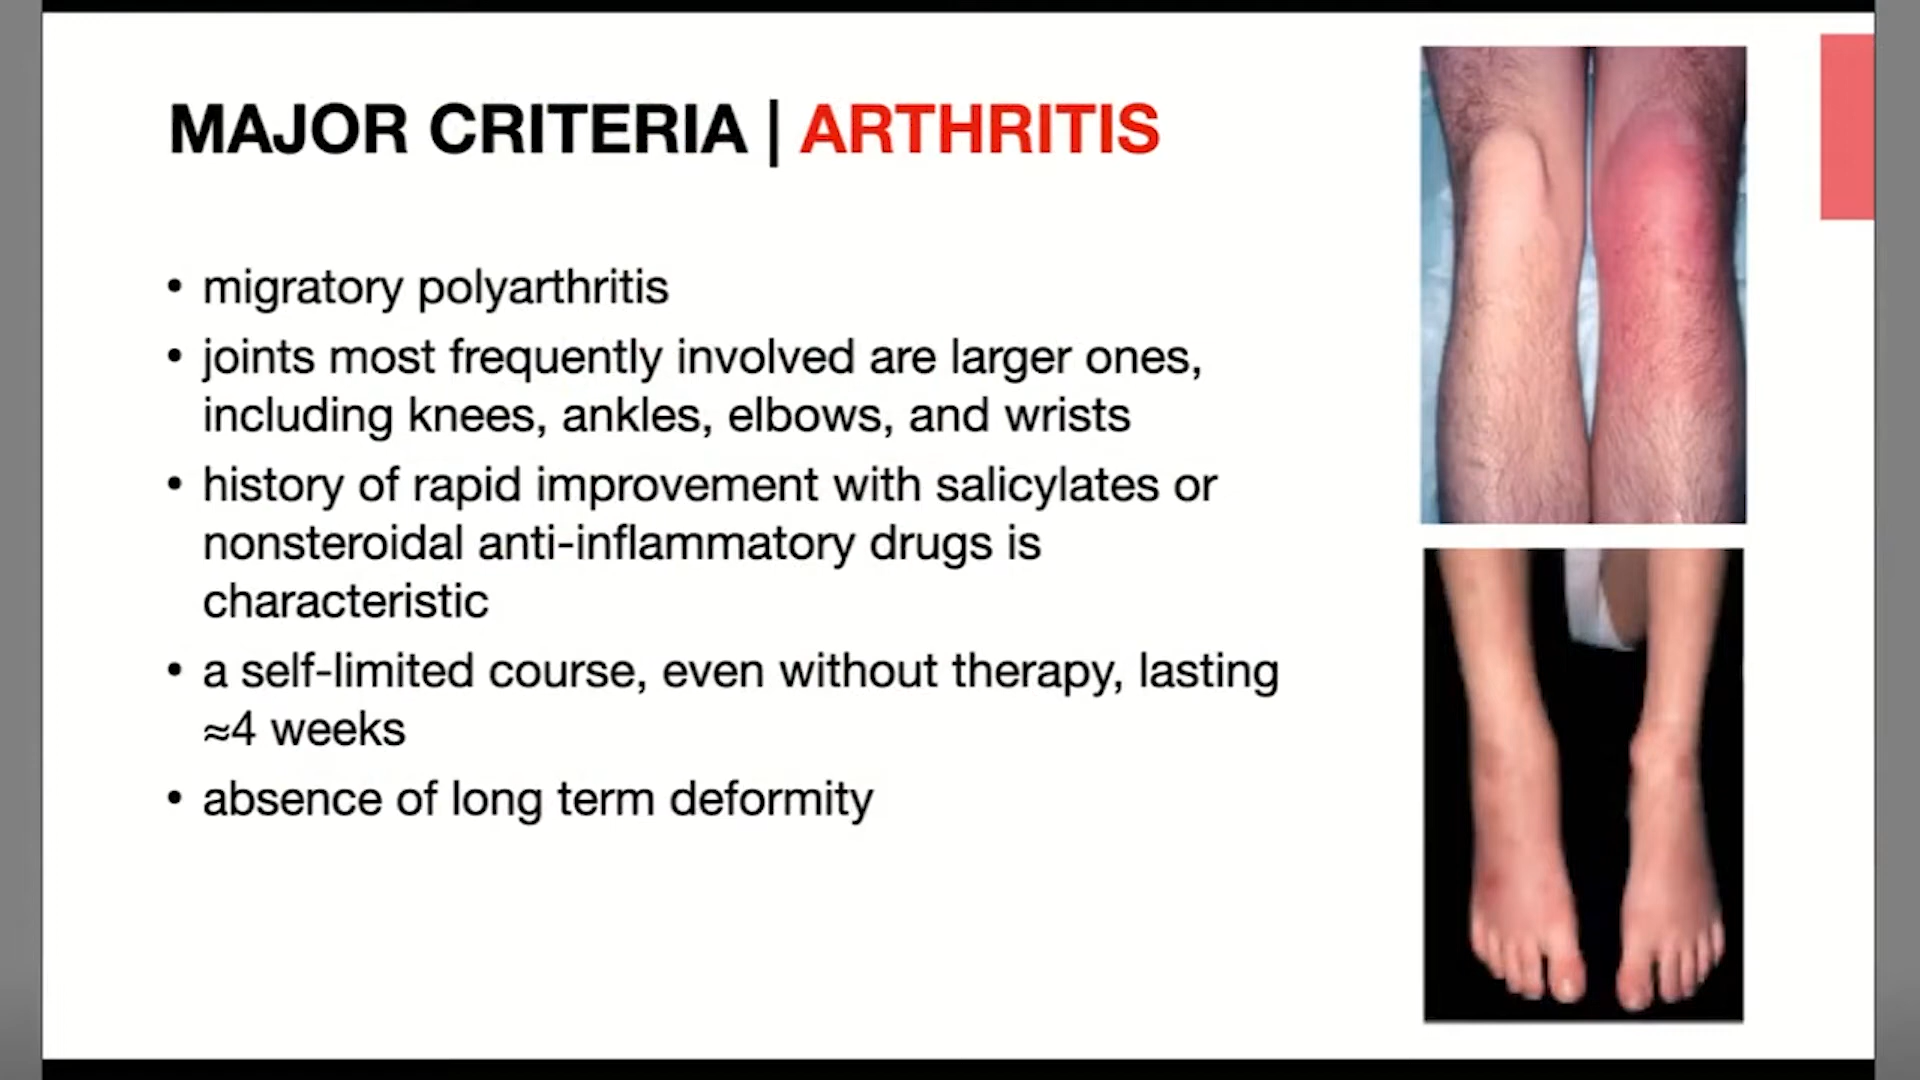 MAJOR CRITERIA | ARTHRITIS
• migratory polyarthritis
• joints most frequently involved are larger ones,
including knees, ankles, elbows, and wrists
• history of rapid improvement with salicylates or
nonsteroidal anti-inflammatory drugs is
characteristic
• a self-limited course, even without therapy, lasting
≈4 weeks
• absence of long term deformity